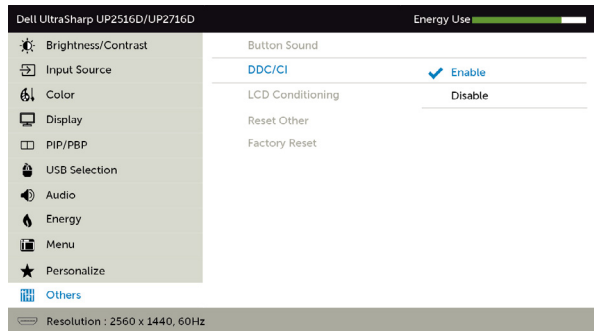 Dell UltraSharp UP2516D/UP2716D Energy Use
Brightness/Contrast Button Sound
Input Source DDC/CI Enable
Color LCD Conditioning Disable
Display Reset Other
PIP/PBP Factory Reset
USB Selection
Audio
Energy
Menu
Personalize
Others
Resolution : 2560 x 1440, 60Hz